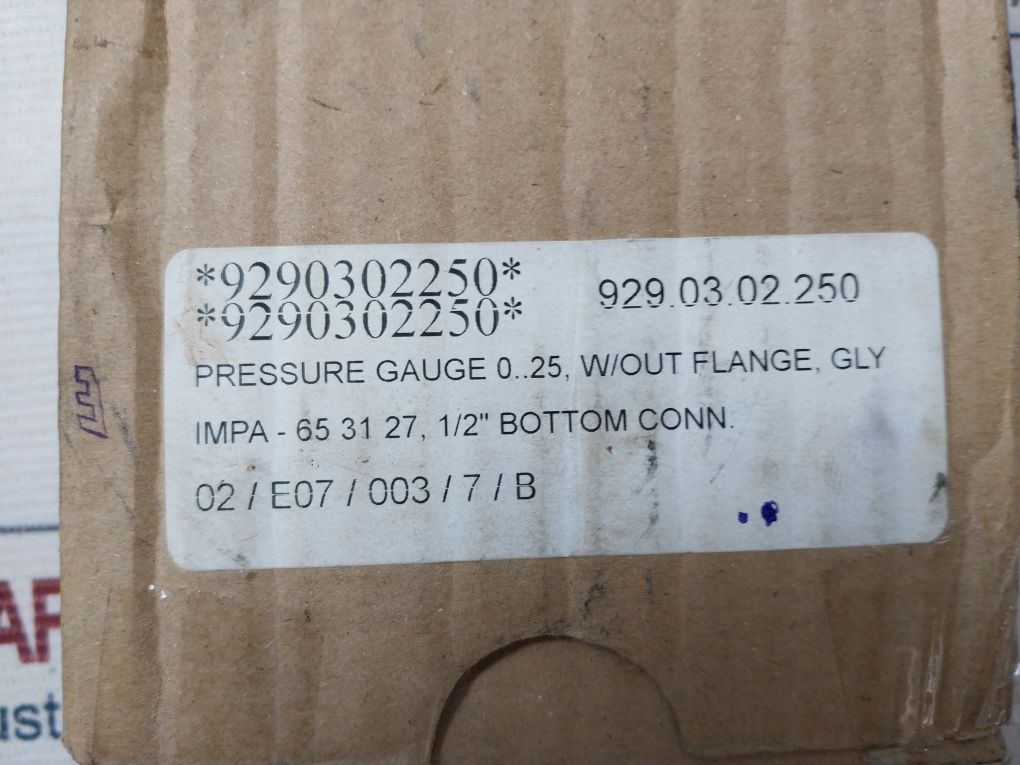 *9290302250* 929.03.02.250
*9290302250*
PRESSURE GAUGE 0..25, W/OUT FLANGE, GLY
IMPA - 65 31 27, 1/2" BOTTOM CONN.
02 / E07 / 003 / 7 / B